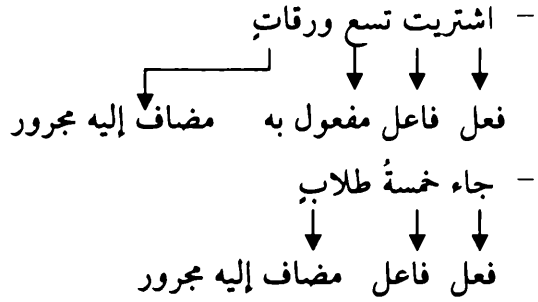 - اشتريت تسع ورقاتٍ
فعل فاعل مفعول به مضاف إليه مجرور
- جاء خمسةُ طلابٍ
فعل فاعل مضاف إليه مجرور